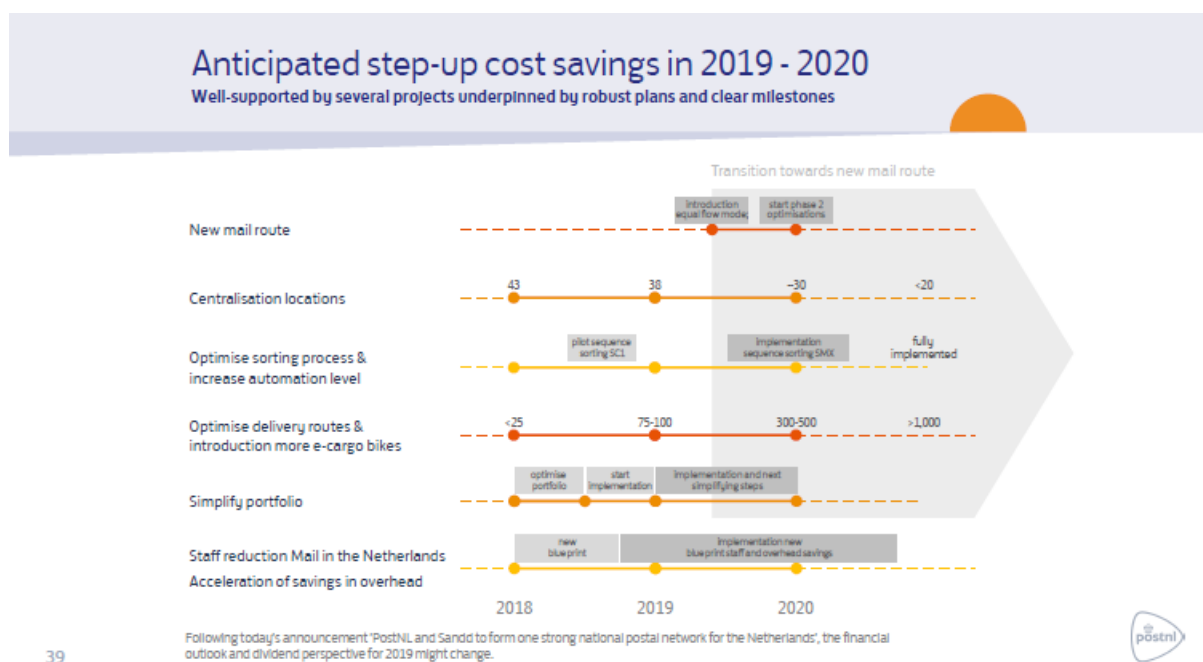 Anticipated step-up cost savings in 2019 - 2020
Well-supported by several projects underpinned by robust plans and clear milestones
Transition towards new mail route
New mail route
introduction
equal flow model
start phase 2
optimisations
Centralisation locations
43
38
~30
<20
Optimise sorting process &
increase automation level
pilot sequence
sorting SC1
implementation
sequence sorting SMX
fully
implemented
Optimise delivery routes &
introduction more e-cargo bikes
<25
75-100
300-500
>1,000
Simplify portfolio
optimise
portfolio
start
implementation
implementation and next
simplifying steps
Staff reduction Mail in the Netherlands
Acceleration of savings in overhead
new
blueprint
implementation new
blueprint staff and overhead savings
2018
2019
2020
Following today's announcement 'PostNL and Sandd to form one strong national postal network for the Netherlands', the financial
outlook and dividend perspective for 2019 might change.
39
postnl